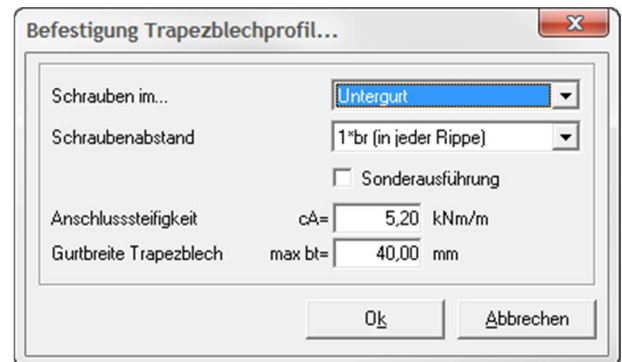 Befestigung Trapezblechprofil...
Schrauben im... Untergurt
Schraubenabstand 1*br (in jeder Rippe)
Sonderausführung
Anschlusssteifigkeit cA= 5,20 kNm/m
Gurtbreite Trapezblech max bt= 40,00 mm
Ok Abbrechen